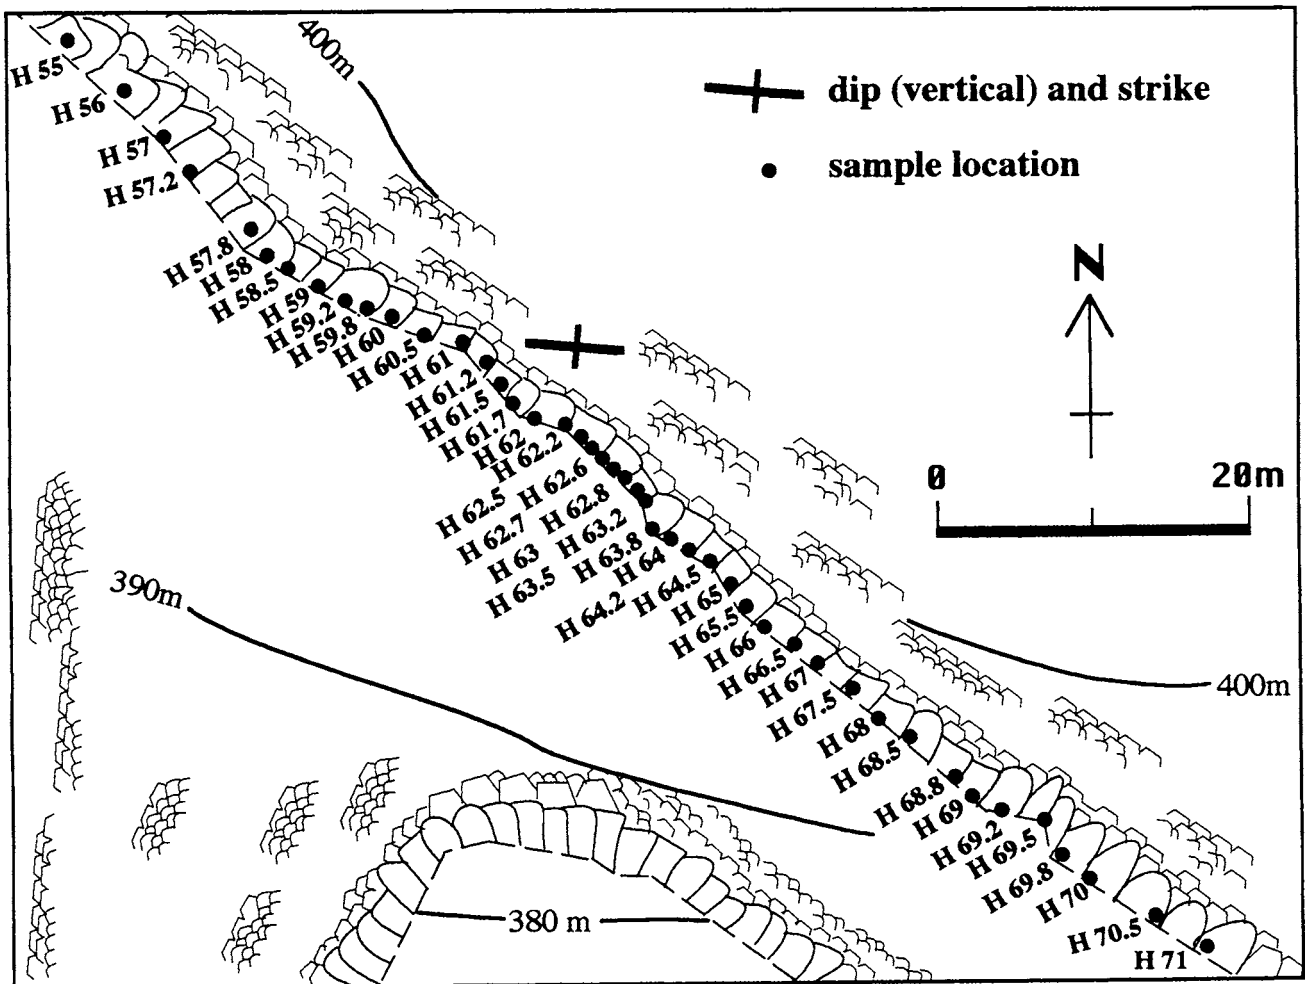 400m
H 55
dip (vertical) and strike
H 56
H 57
sample location
H 57.2
N
H 57.8
H 58
H 58.5
H 59
H 59.2
H 59.8
H 60
H 60.5
H 61
H 61.2
H 61.5
H 61.7
H 62
H 62.2
0
20m
H 62.5
H 62.6
H 62.7
H 62.8
H 63
H 63.2
H 63.5
H 63.8
H 64
H 64.2
H 64.5
H 65
H 65.5
390m
H 66
H 66.5
H 67
400m
H 67.5
H 68
H 68.5
H 68.8
H 69
H 69.2
H 69.5
H 69.8
H 70
380 m
H 70.5
H 71